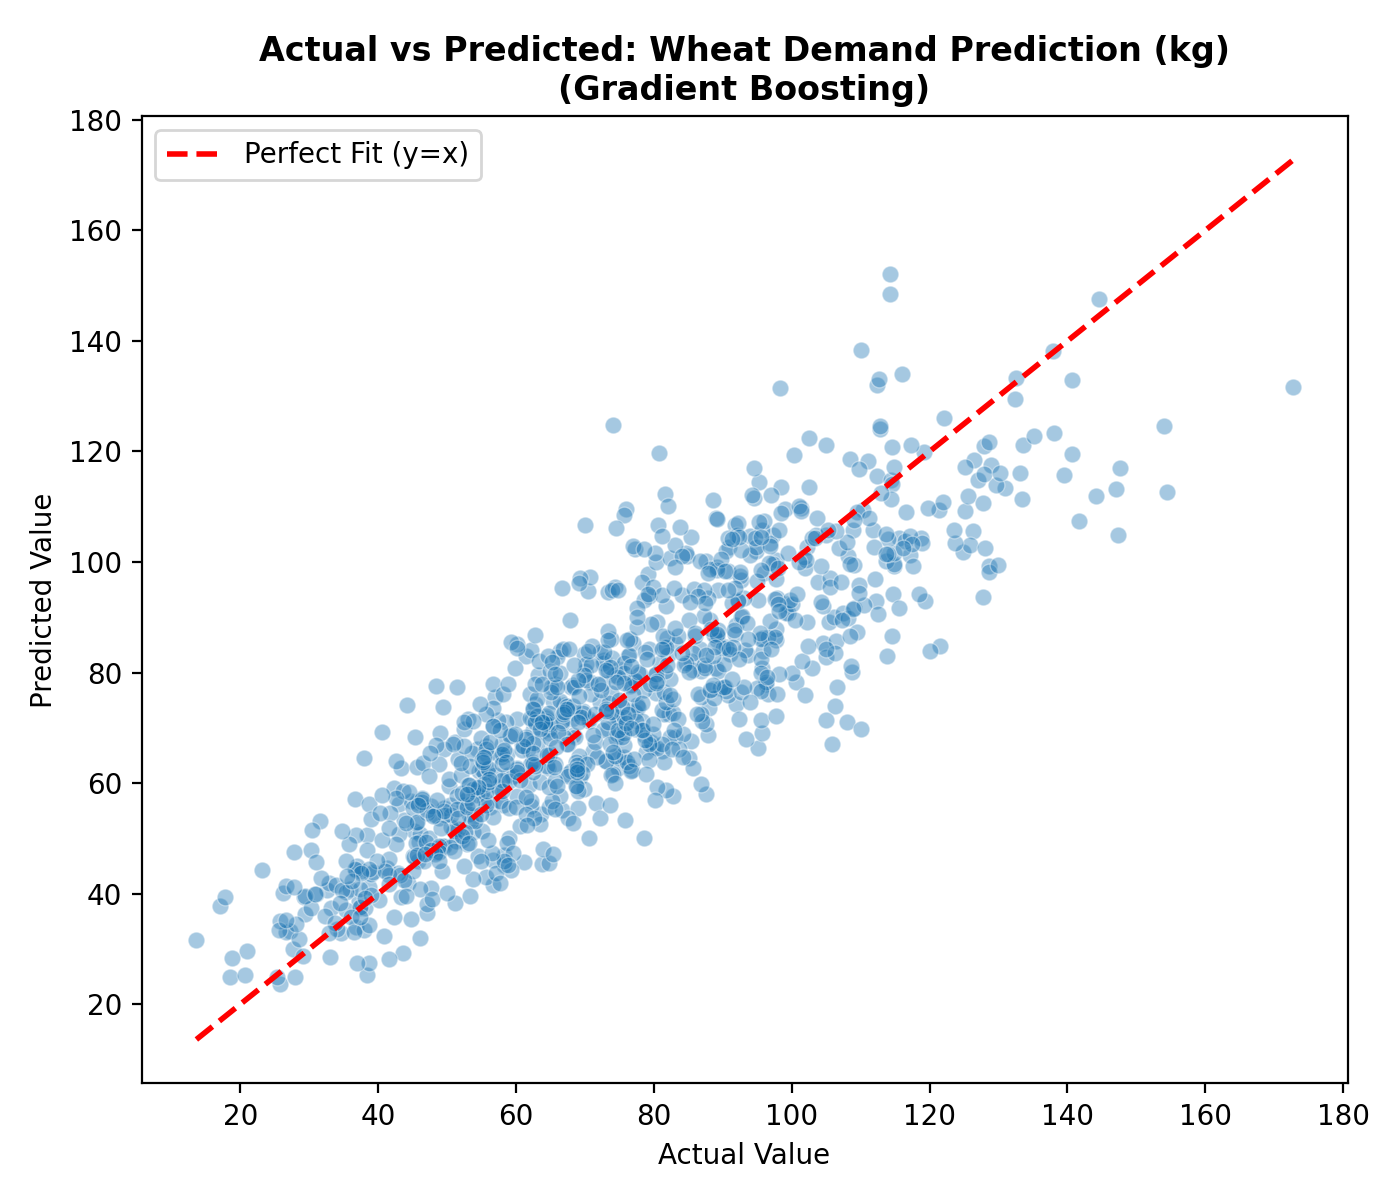 Actual vs Predicted: Wheat Demand Prediction (kg)
(Gradient Boosting)
Perfect Fit (y=x)
180
160
140
120
100
80
60
40
20
Predicted Value
20 40 60 80 100 120 140 160 180
Actual Value